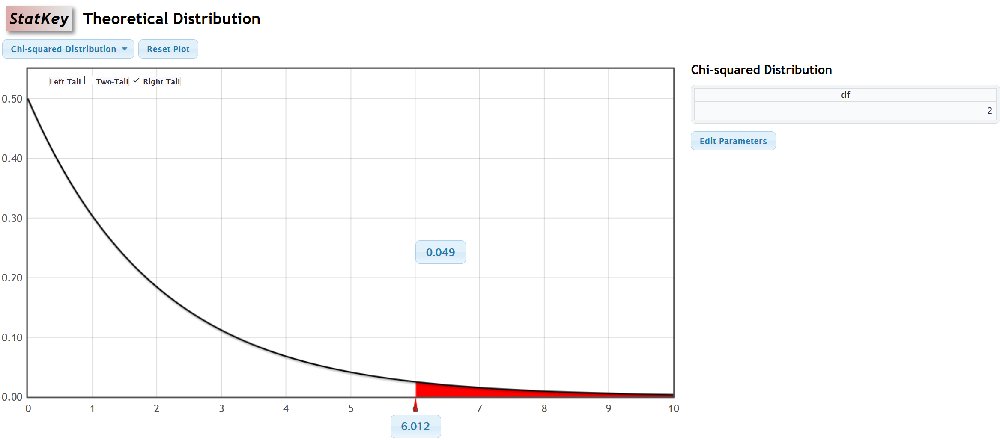 StatKey Theoretical Distribution
Chi-squared Distribution Reset Plot
Chi-squared Distribution
Left Tail Two-Tail Right Tail
df
2
Edit Parameters
0.50
0.40
0.30
0.20
0.10
0.00
0.049
0 1 2 3 4 5 6 7 8 9 10
6.012